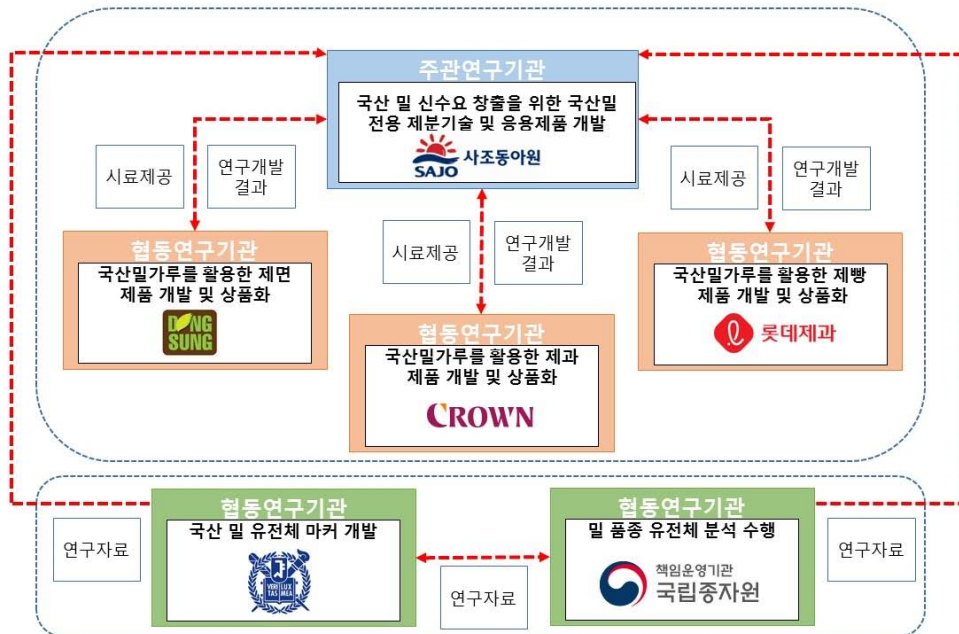 주관연구기관
국산 밀 신수요 창출을 위한 국산밀
전용 제분기술 및 응용제품 개발
SAJO 사조동아원
시료제공
연구개발
결과
시료제공
연구개발
결과
시료제공
연구개발
결과
협동연구기관
국산밀가루를 활용한 제면
제품 개발 및 상품화
DONG
SUNG
협동연구기관
국산밀가루를 활용한 제과
제품 개발 및 상품화
CROWN
협동연구기관
국산밀가루를 활용한 제빵
제품 개발 및 상품화
롯데제과
협동연구기관
국산 밀 유전체 마커 개발
VERI LUX
TAS MEA
협동연구기관
밀 품종 유전체 분석 수행
책임운영기관
국립종자원
연구자료
연구자료
연구자료